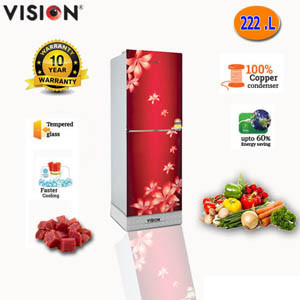 VISION®
222 .L
WARRANTY
10
YEAR
WARRANTY
100%
Copper
condenser
Tempered
glass
upto 60%
Energy saving
Faster
Cooling
VISION